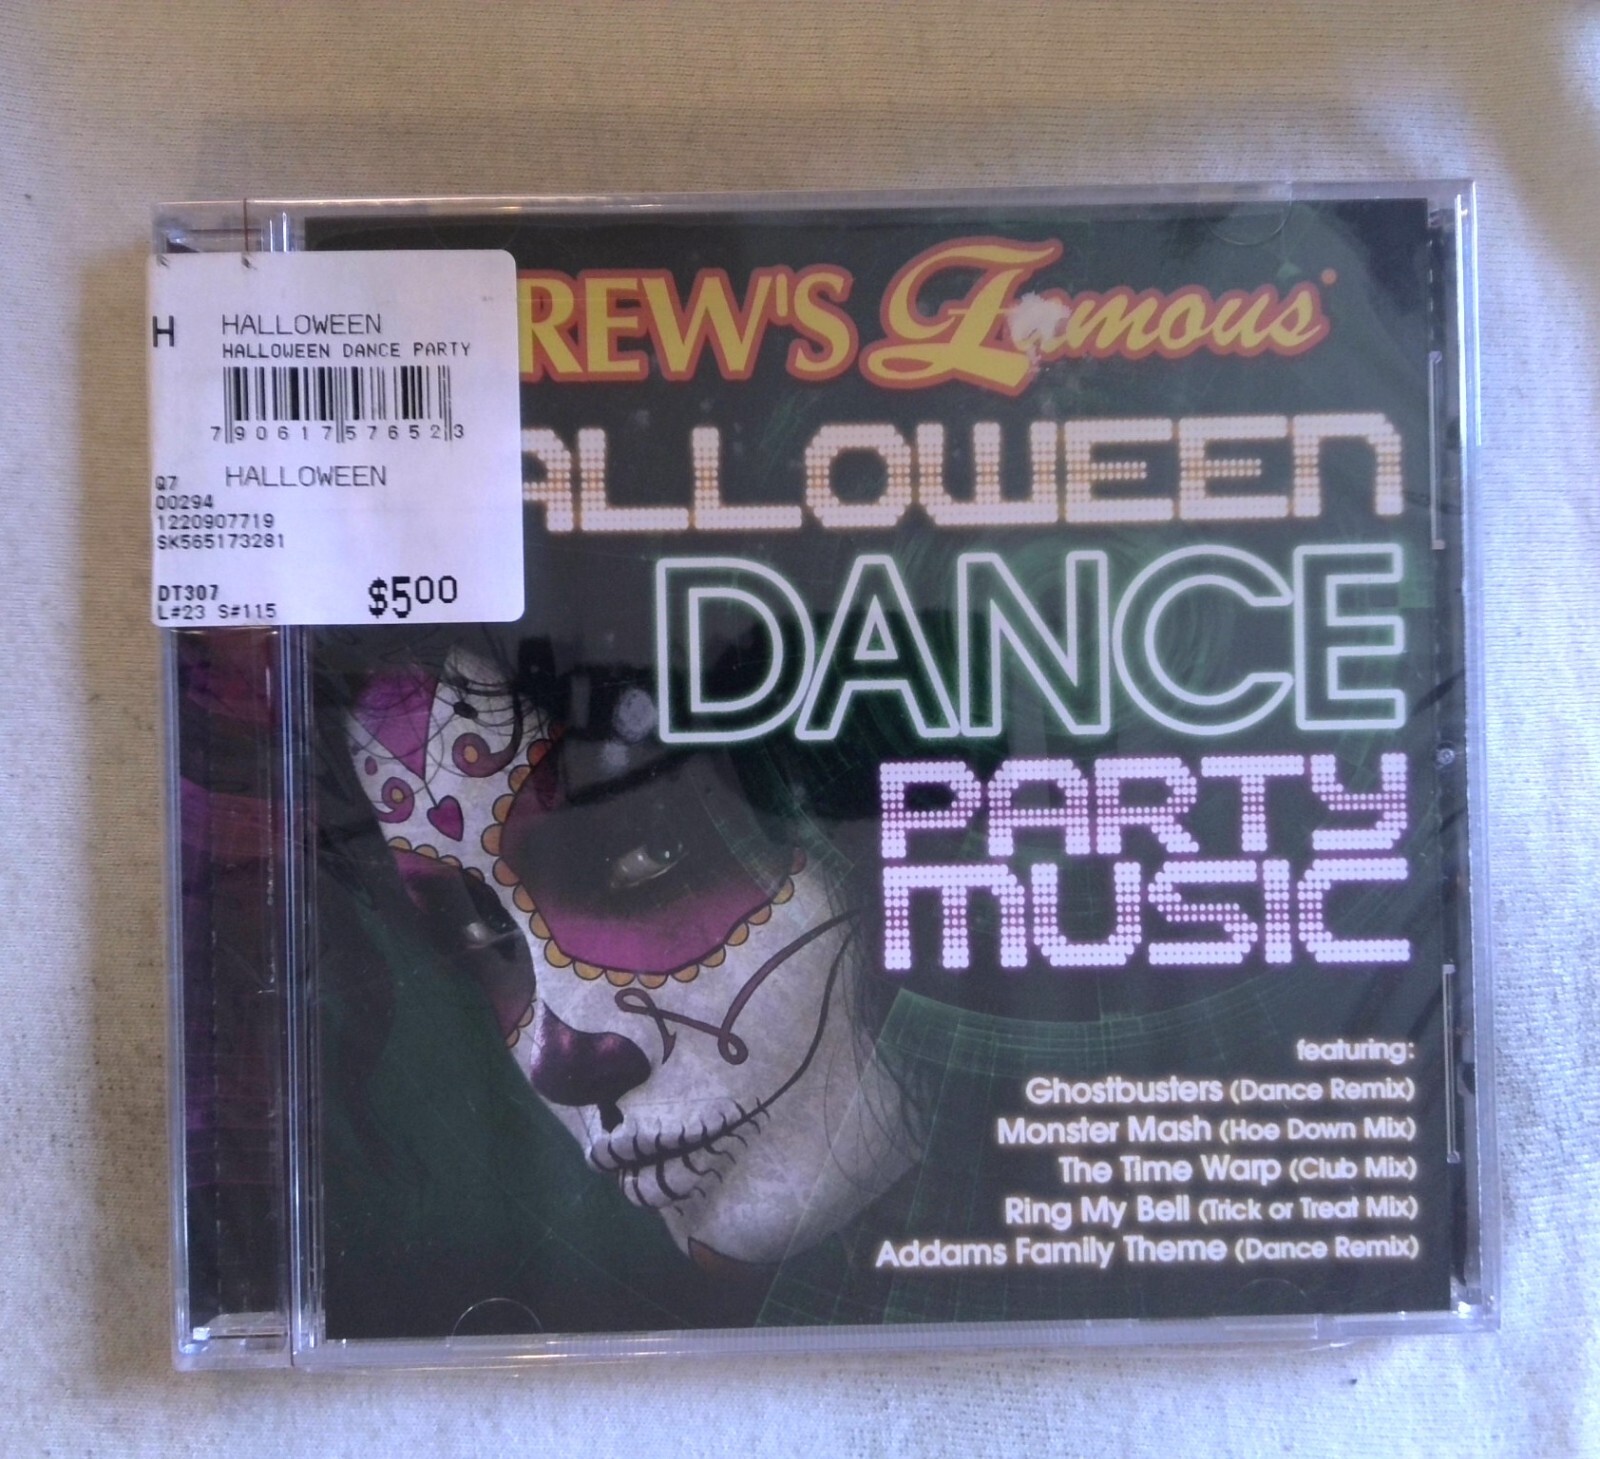 H
HALLOWEEN
HALLOWEEN DANCE PARTY
7 90617 57652 3
HALLOWEEN
Q7
00294
1220907719
SK565173281
DT307
L#23 S#115
$5.00
REW'S Famous
ALLOWEEN
DANCE
PARTY
MUSIC
featuring:
Ghostbusters (Dance Remix)
Monster Mash (Hoe Down Mix)
The Time Warp (Club Mix)
Ring My Bell (Trick or Treat Mix)
Addams Family Theme (Dance Remix)